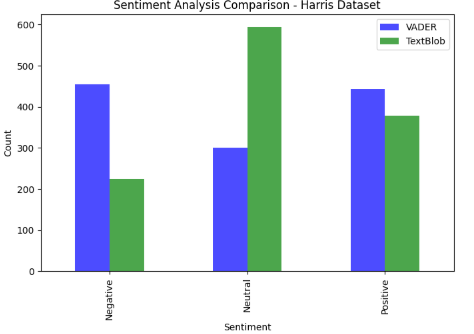 Sentiment Analysis Comparison - Harris Dataset
VADER
TextBlob
600
500
400
300
200
100
0
Count
Negative
Neutral
Positive
Sentiment